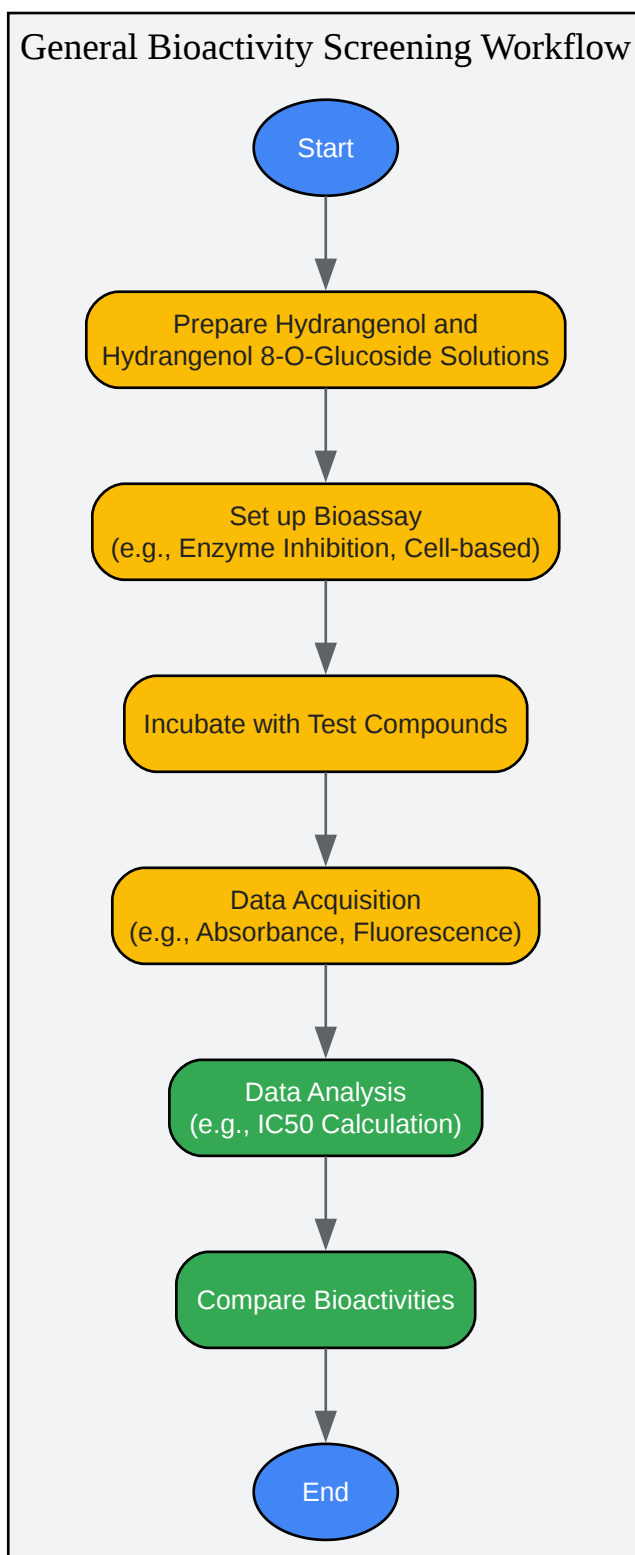 General Bioactivity Screening Workflow
Start
Prepare Hydrangenol and
Hydrangenol 8-O-Glucoside Solutions
Set up Bioassay
(e.g., Enzyme Inhibition, Cell-based)
Incubate with Test Compounds
Data Acquisition
(e.g., Absorbance, Fluorescence)
Data Analysis
(e.g., IC50 Calculation)
Compare Bioactivities
End